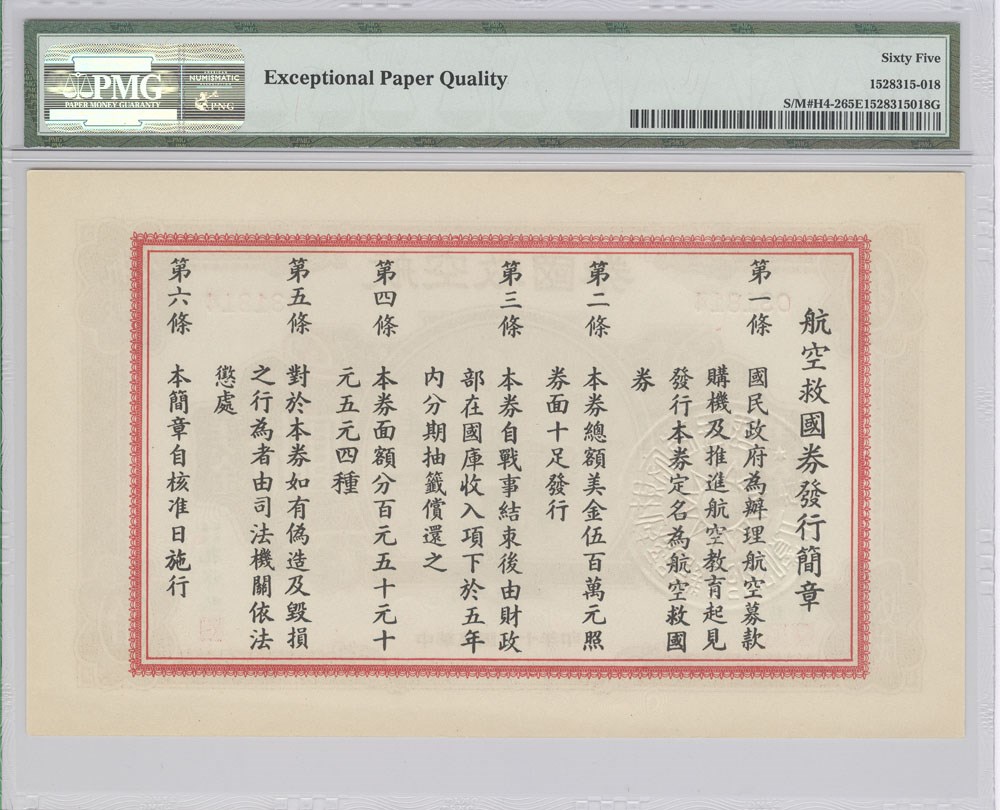 PMG
PAPER MONEY GUARANTY
NUMISMATIC
PNG
Exceptional Paper Quality
Sixty Five
1528315-018
S/M#H4-265E1528315018G
航空救國券發行簡章
第一條 國民政府為辦理航空募款
購機及推進航空教育起見
發行本券定名為航空救國
券
第二條 本券總額美金伍百萬元照
券面十足發行
第三條 本券自戰事結束後由財政
部在國庫收入項下於五年
內分期抽籤償還之
第四條 本券面額分百元五十元十
元五元四種
第五條 對於本券如有偽造及毀損
之行為者由司法機關依法
懲處
第六條 本簡章自核准日施行